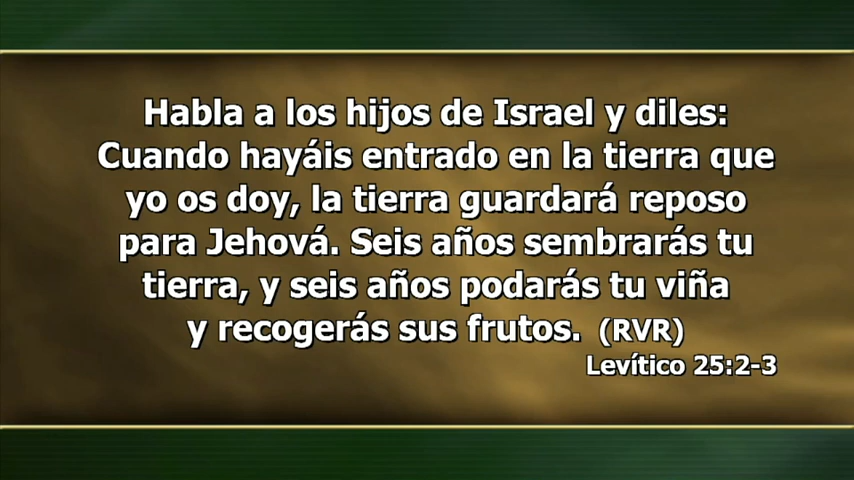 Habla a los hijos de Israel y diles:
Cuando hayáis entrado en la tierra que
yo os doy, la tierra guardará reposo
para Jehová. Seis años sembrarás tu
tierra, y seis años podarás tu viña
y recogerás sus frutos. (RVR)
Levítico 25:2-3